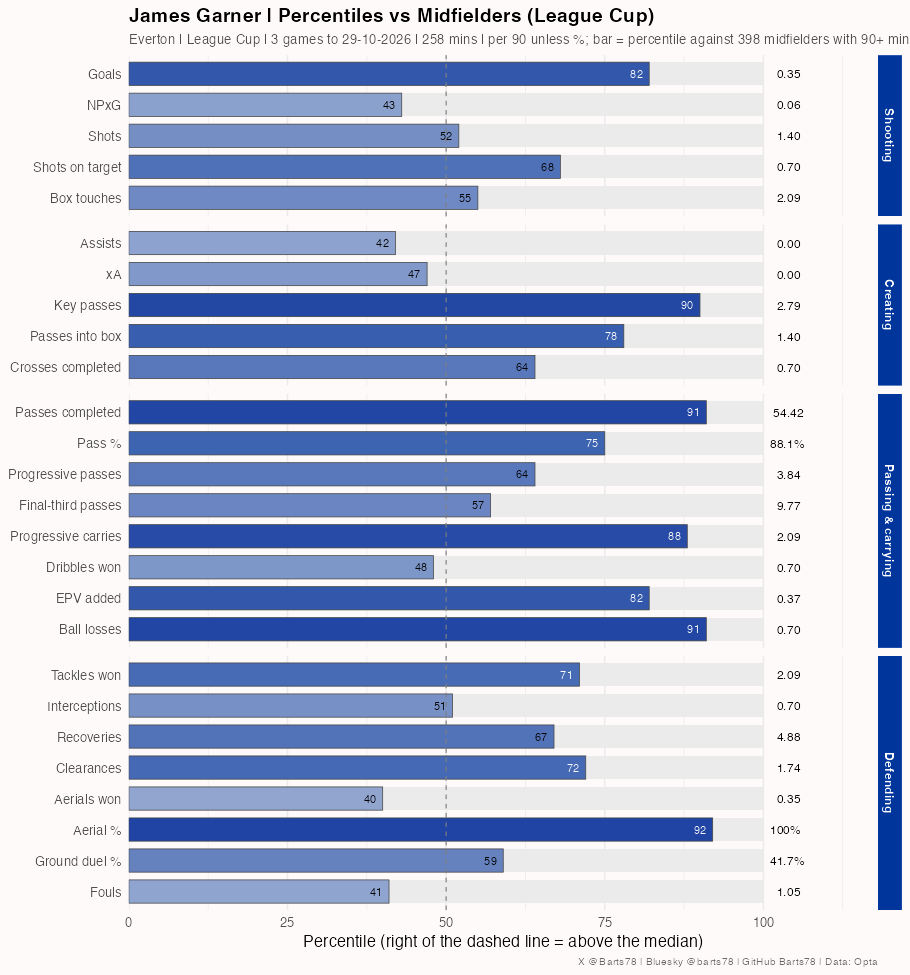 James Garner | Percentiles vs Midfielders (League Cup)
Everton | League Cup | 3 games to 29-10-2026 | 258 mins | per 90 unless %; bar = percentile against 398 midfielders with 90+ min
Goals 82 0.35
NPxG 43 0.06
Shots 52 1.40
Shots on target 68 0.70
Box touches 55 2.09
Shooting
Assists 42 0.00
xA 47 0.00
Key passes 90 2.79
Passes into box 78 1.40
Crosses completed 64 0.70
Creating
Passes completed 91 54.42
Pass % 75 88.1%
Progressive passes 64 3.84
Final-third passes 57 9.77
Progressive carries 88 2.09
Dribbles won 48 0.70
EPV added 82 0.37
Ball losses 91 0.70
Passing & carrying
Tackles won 71 2.09
Interceptions 51 0.70
Recoveries 67 4.88
Clearances 72 1.74
Aerials won 40 0.35
Aerial % 92 100%
Ground duel % 59 41.7%
Fouls 41 1.05
Defending
0 25 50 75 100
Percentile (right of the dashed line = above the median)
X @Barts78 | Bluesky @barts78 | GitHub Barts78 | Data: Opta